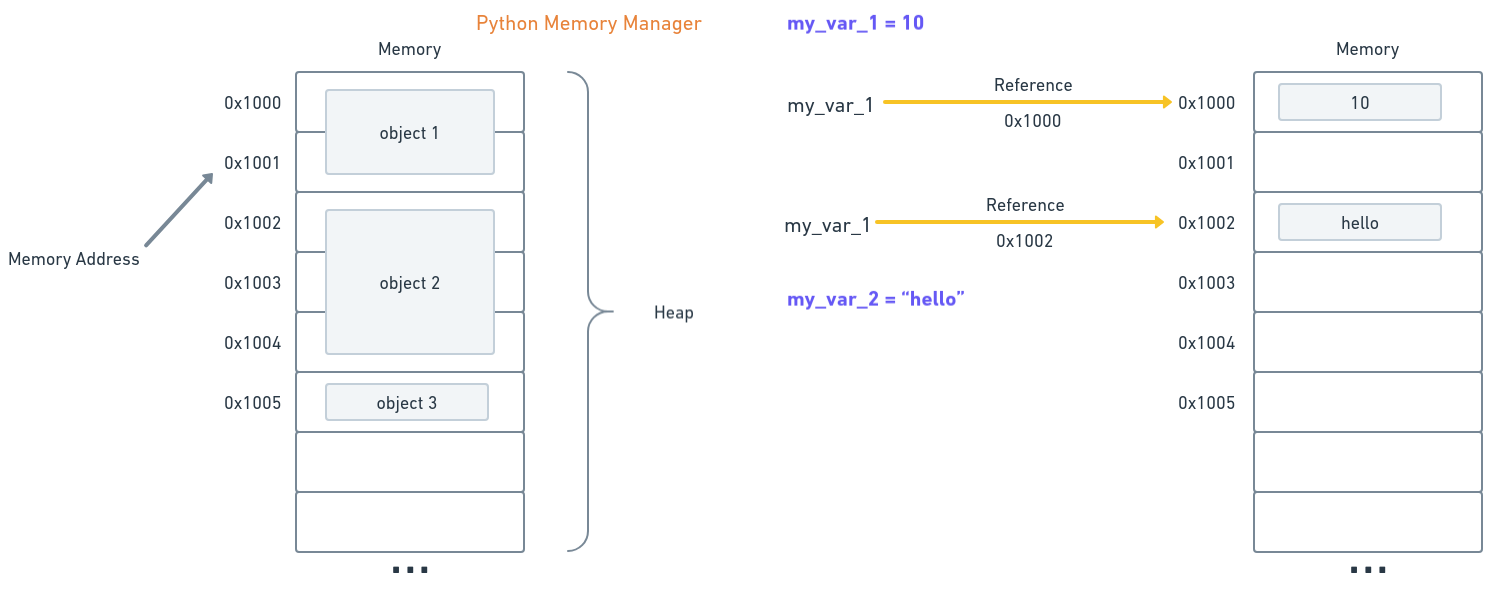 Python Memory Manager
Memory
0x1000
0x1001
0x1002
0x1003
0x1004
0x1005
object 1
object 2
object 3
...
Memory Address
Heap
my_var_1 = 10
my_var_1
Reference
0x1000
my_var_1
Reference
0x1002
my_var_2 = “hello”
Memory
0x1000
10
0x1001
0x1002
hello
0x1003
0x1004
0x1005
...